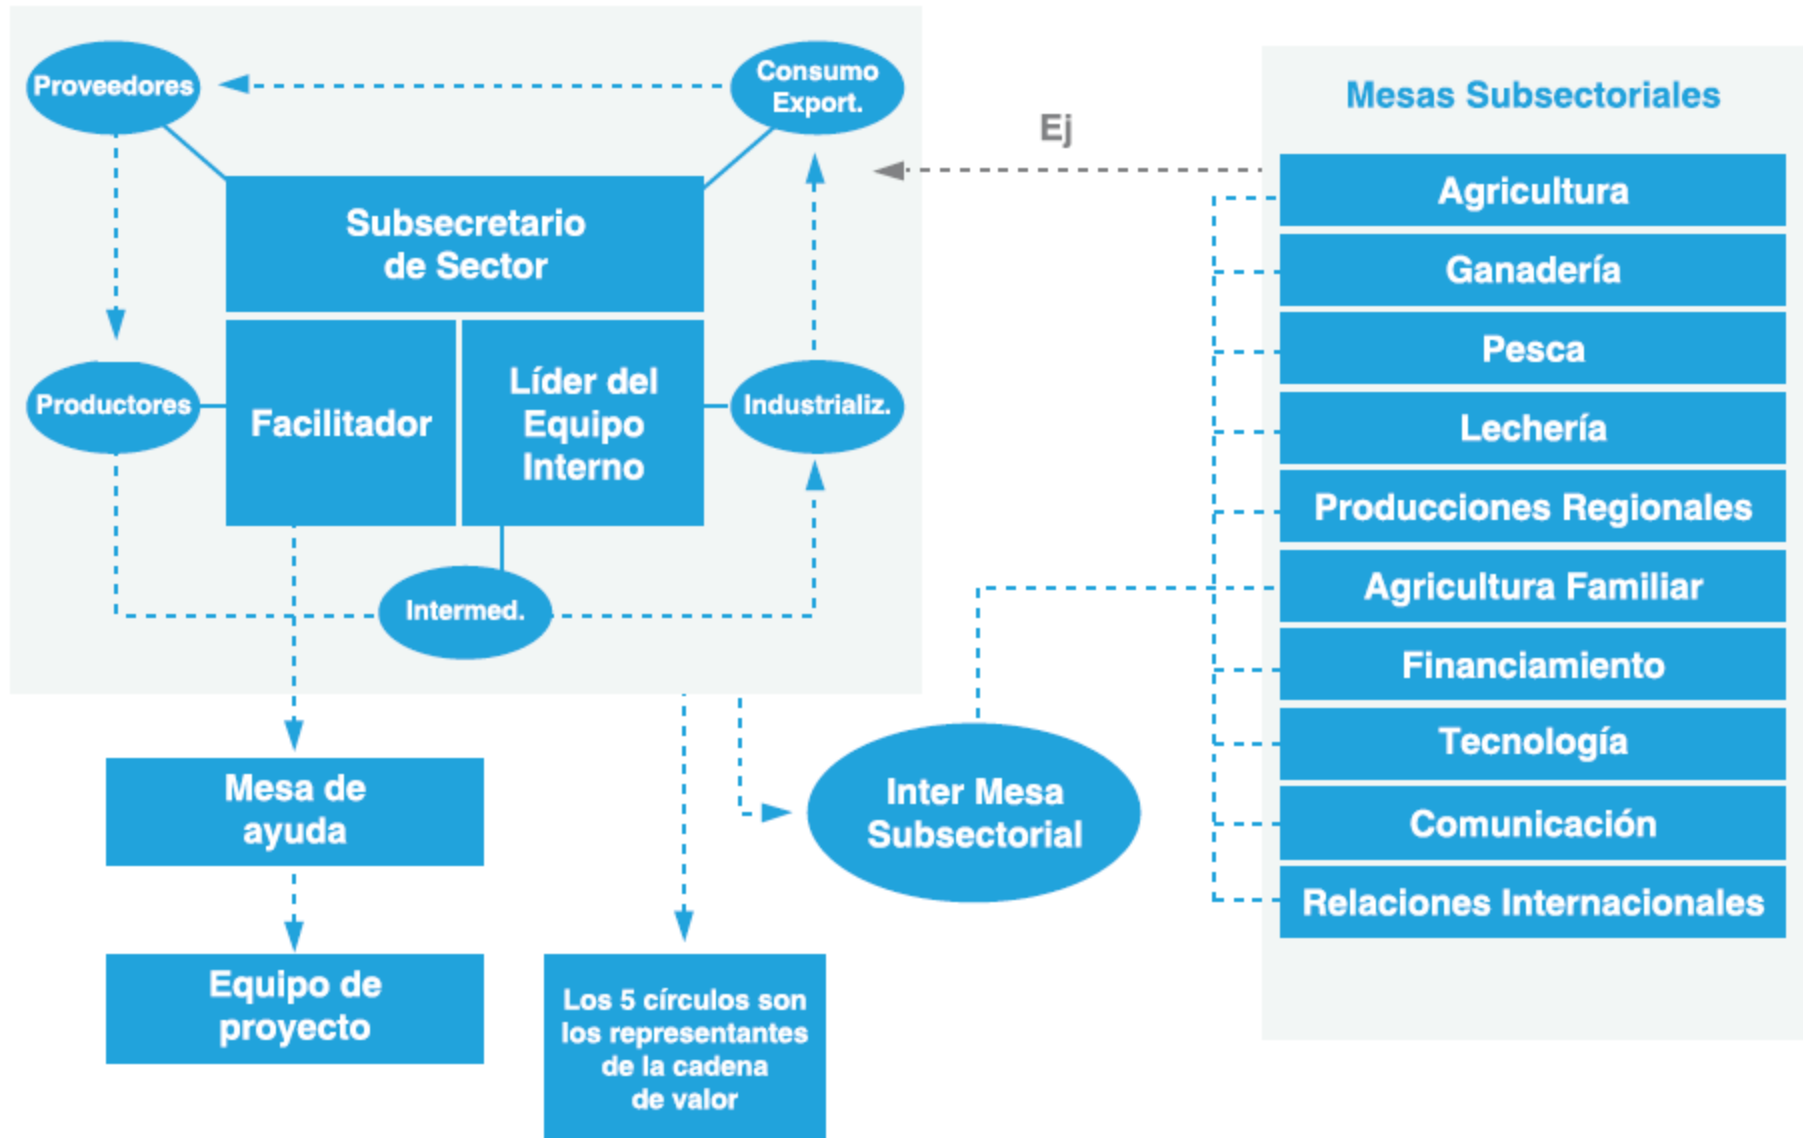 Proveedores
Consumo
Export.
Subsecretario
de Sector
Productores
Facilitador
Líder del
Equipo
Interno
Industrializ.
Intermed.
Mesa de
ayuda
Equipo de
proyecto
Los 5 círculos son
los representantes
de la cadena
de valor
Inter Mesa
Subsectorial
Ej
Mesas Subsectoriales
Agricultura
Ganadería
Pesca
Lechería
Producciones Regionales
Agricultura Familiar
Financiamiento
Tecnología
Comunicación
Relaciones Internacionales